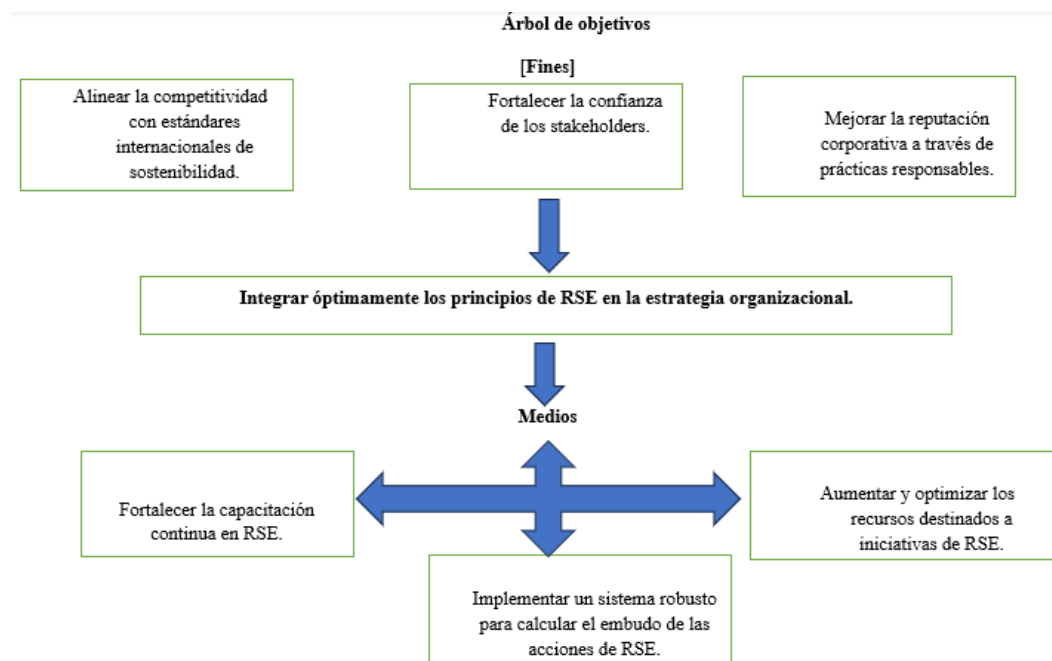 Árbol de objetivos
[Fines]
Alinear la competitividad
con estándares
internacionales de
sostenibilidad.
Fortalecer la confianza
de los stakeholders.
Mejorar la reputación
corporativa a través de
prácticas responsables.
Integrar óptimamente los principios de RSE en la estrategia organizacional.
Medios
Fortalecer la capacitación
continua en RSE.
Aumentar y optimizar los
recursos destinados a
iniciativas de RSE.
Implementar un sistema robusto
para calcular el embudo de las
acciones de RSE.